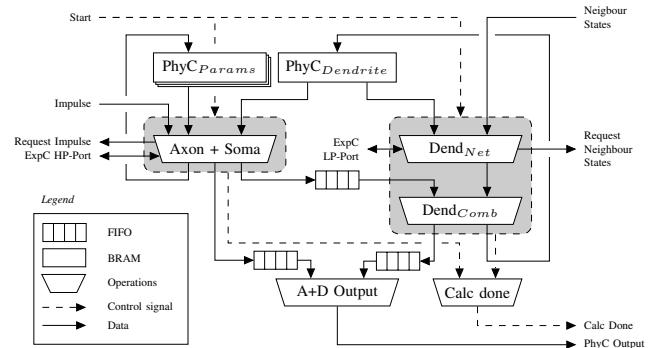 Start
Neigbour
States
PhyC Params
PhyC Dendrite
Impulse
Request Impulse
ExpC HP-Port
Axon + Soma
ExpC
LP-Port
Dend Net
Request
Neighbour
States
Dend Comb
Legend
FIFO
BRAM
Operations
Control signal
Data
A+D Output
Calc done
Calc Done
PhyC Output